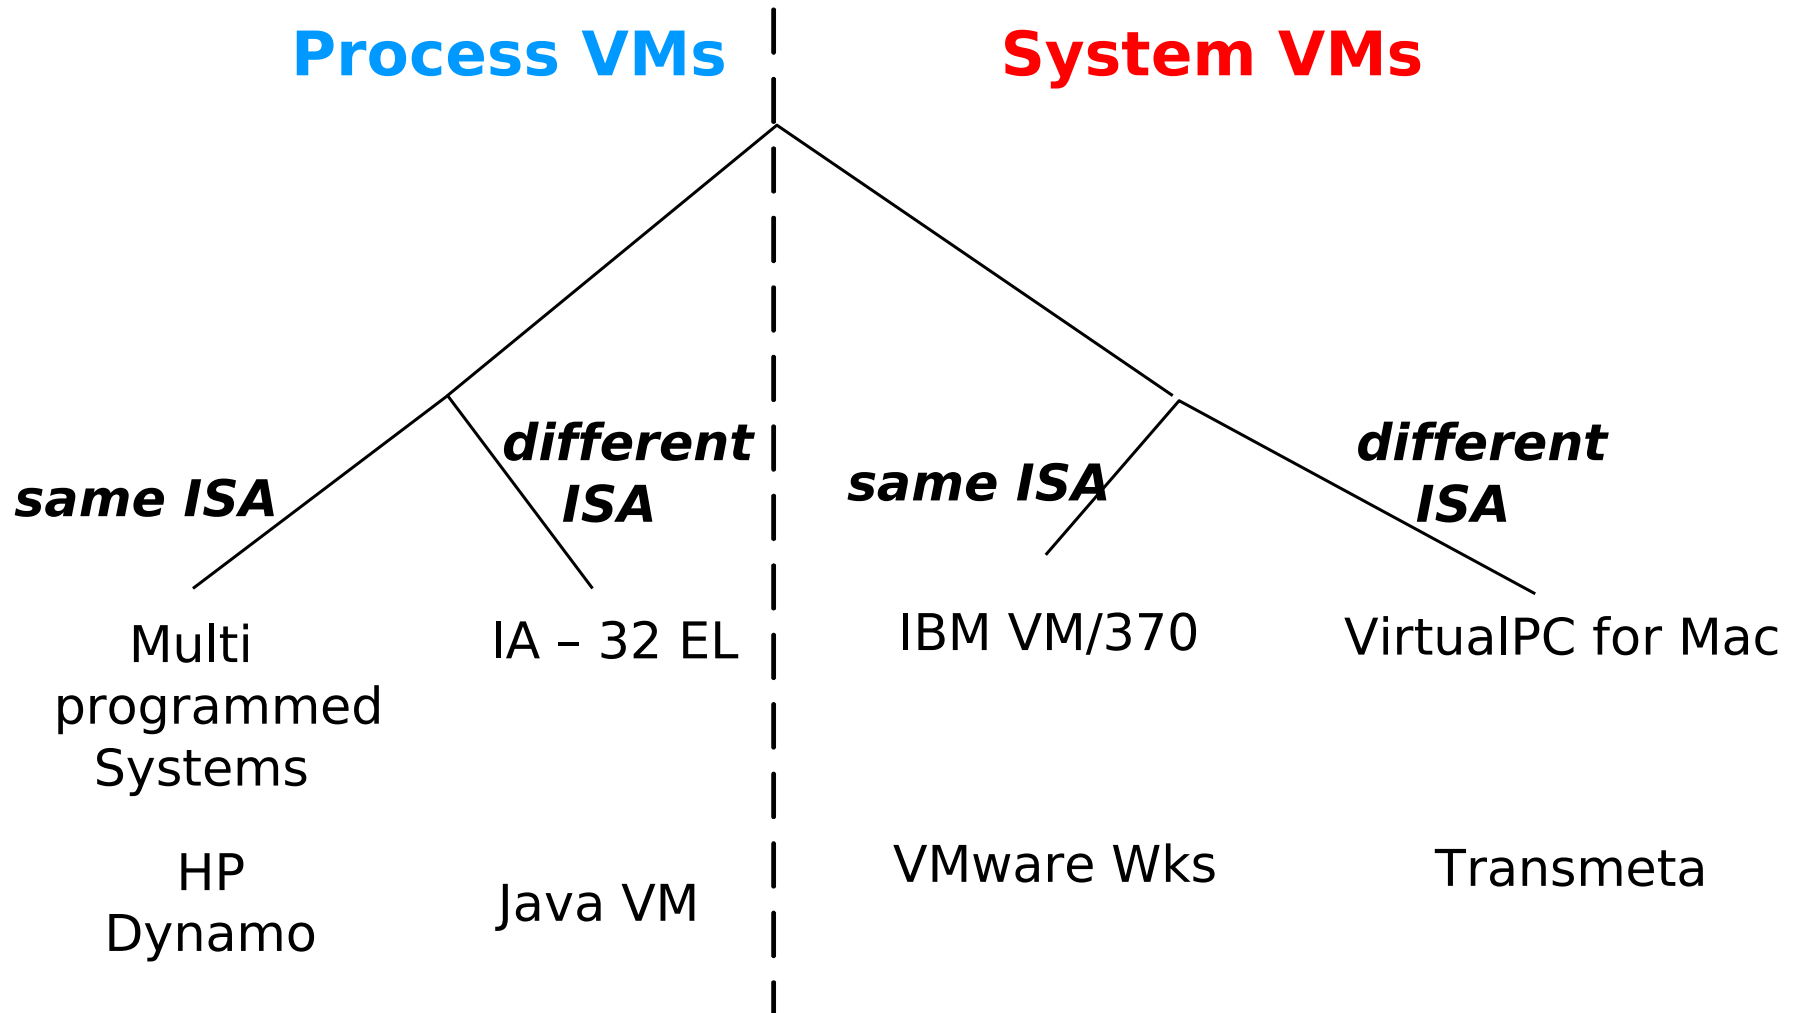 Process VMs
System VMs
same ISA
different
ISA
same ISA
different
ISA
Multi
programmed
Systems
IA – 32 EL
IBM VM/370
VirtualPC for Mac
HP
Dynamo
Java VM
VMware Wks
Transmeta